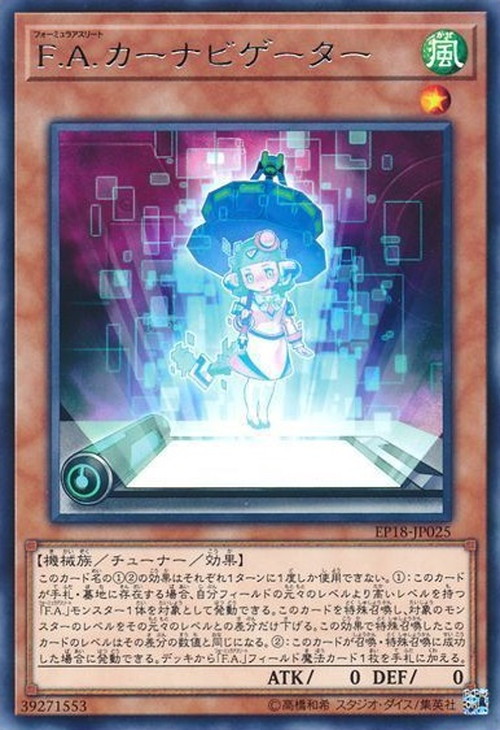 フォーミュラアスリート
F.A.カーナビゲーター
かぜ
風
EP18-JP025
【機械族／チューナー／効果】
このカード名の①②の効果はそれぞれ1ターンに1度しか使用できない。①：このカード
が手札・墓地に存在する場合、自分フィールドの元々のレベルより高いレベルを持つ
「F.A.」モンスター1体を対象として発動できる。このカードを特殊召喚し、対象のモン
スターのレベルをその元々のレベルとの差分だけ下げる。この効果で特殊召喚したこ
のカードのレベルはその差分の数値と同じになる。②：このカードが召喚・特殊召喚に成功
した場合に発動できる。デッキから「F.A.」フィールド魔法カード1枚を手札に加える。
ATK/ 0 DEF/ 0
39271553
©高橋和希 スタジオ・ダイス/集英社